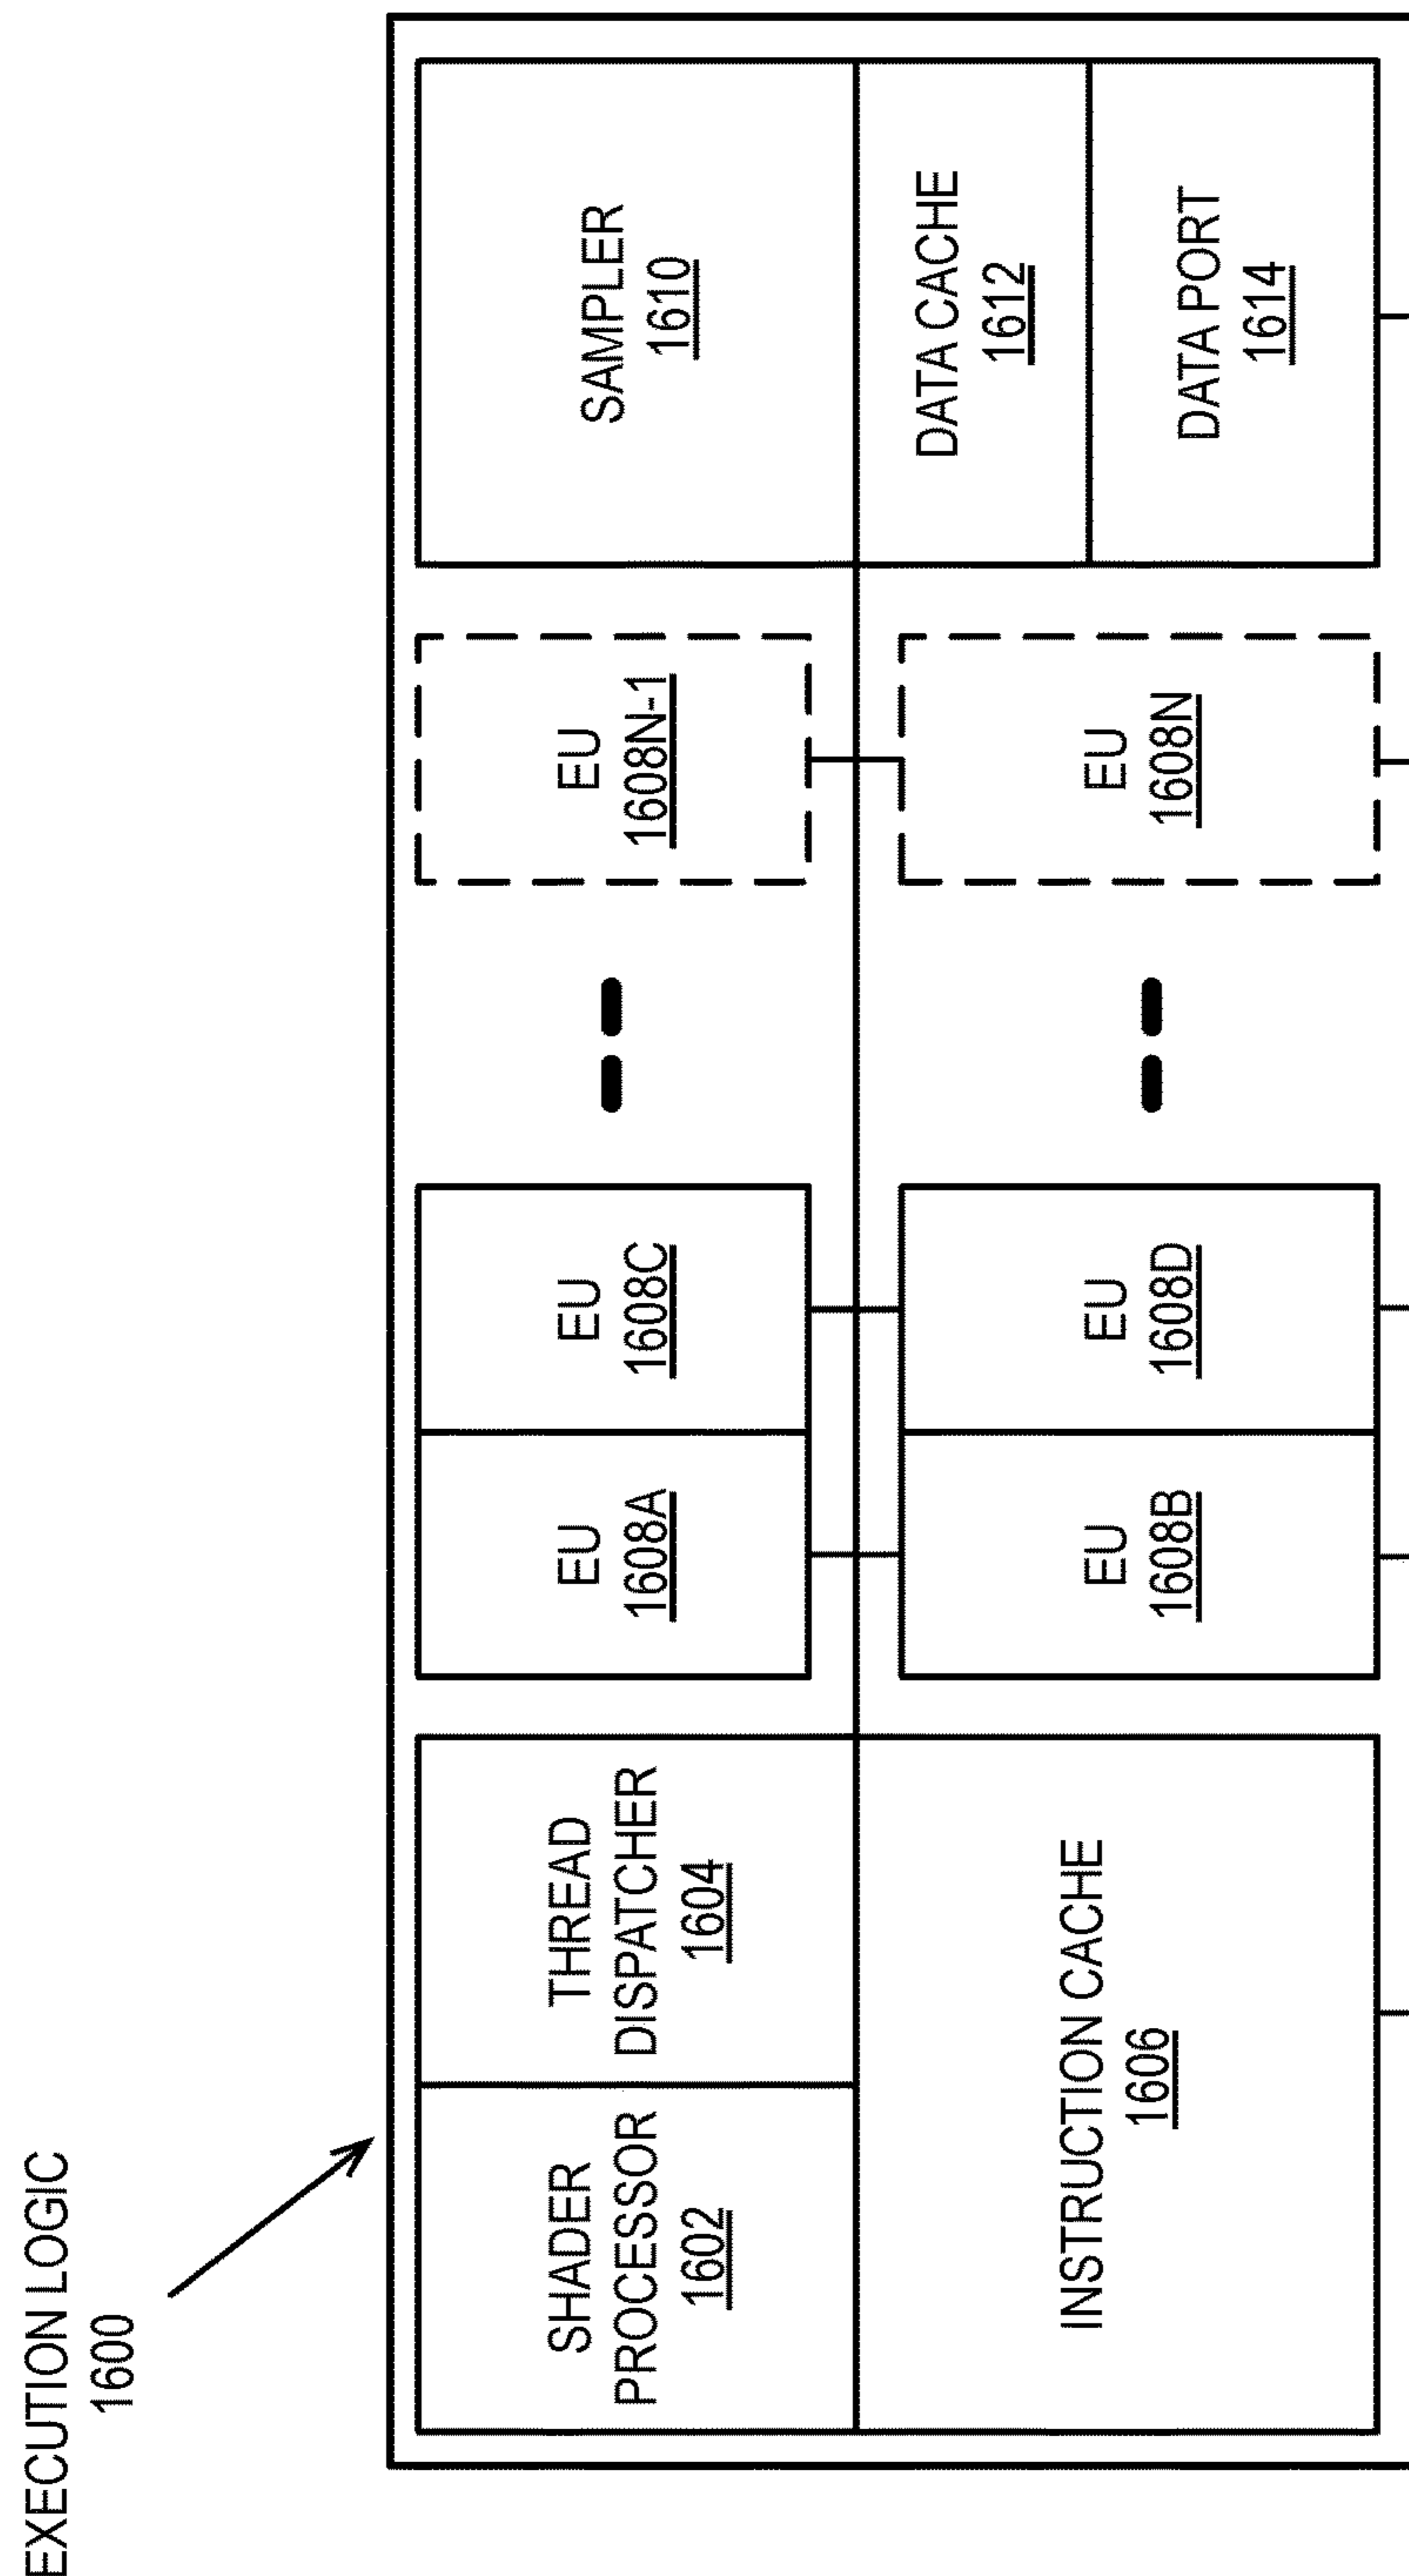 EXECUTION LOGIC
1600
SHADER
PROCESSOR
1602
THREAD
DISPATCHER
1604
EU
1608A
EU
1608C
EU
1608N-1
SAMPLER
1610
INSTRUCTION CACHE
1606
EU
1608B
EU
1608D
EU
1608N
DATA CACHE
1612
DATA PORT
1614